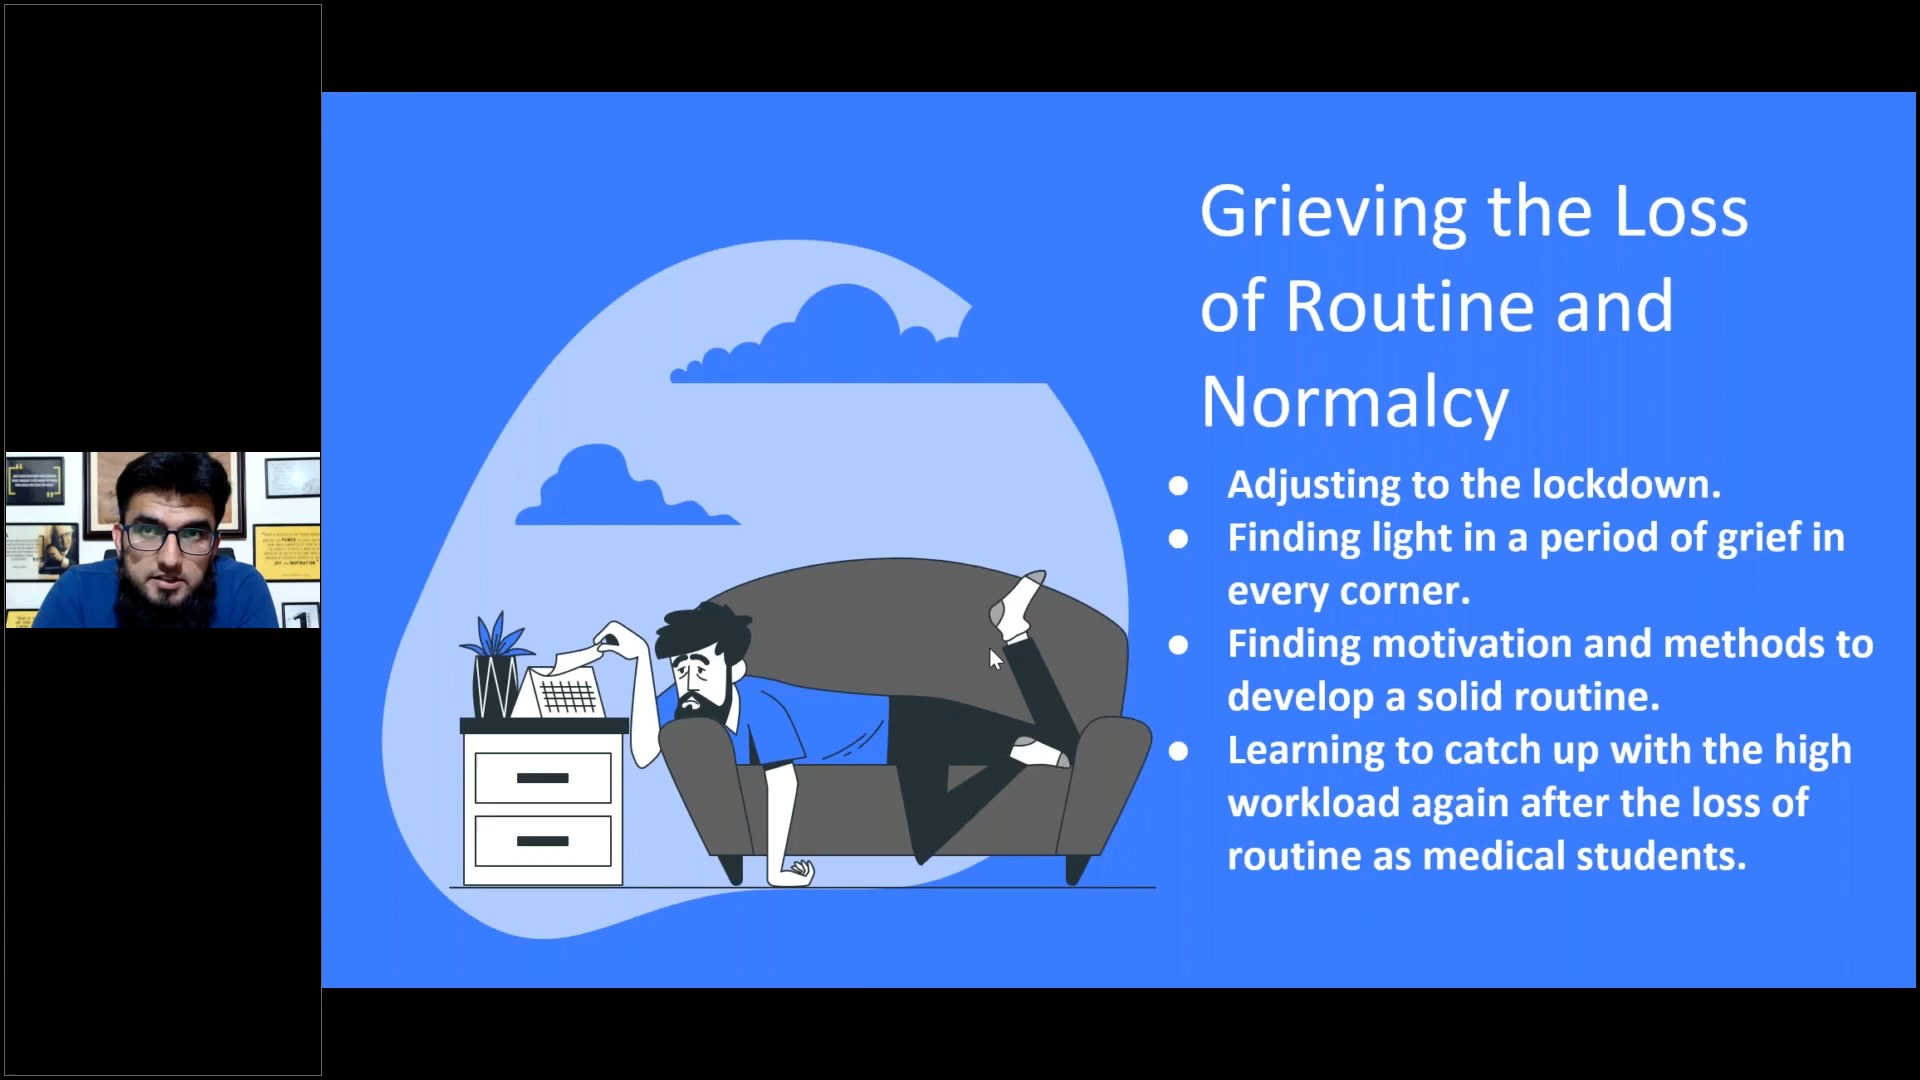 Grieving the Loss
of Routine and
Normalcy
● Adjusting to the lockdown.
● Finding light in a period of grief in
every corner.
● Finding motivation and methods to
develop a solid routine.
● Learning to catch up with the high
workload again after the loss of
routine as medical students.